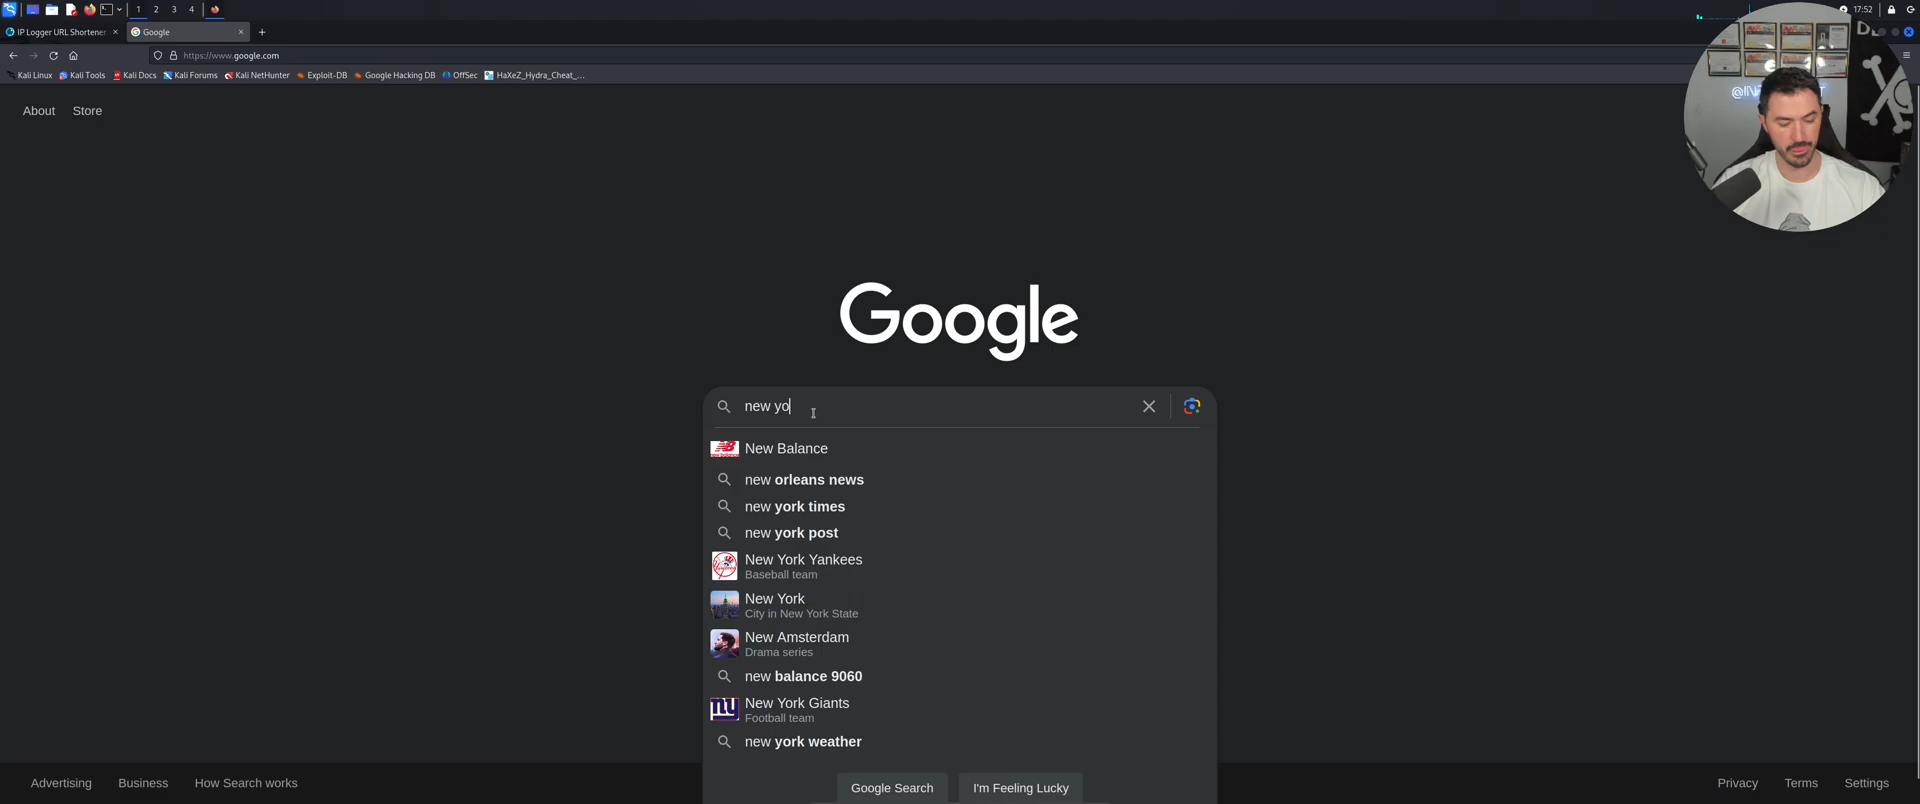 1 2 3 4 17:52
IP Logger URL Shortener
Google
https://www.google.com
Kali Linux Kali Tools Kali Docs Kali Forums Kali NetHunter Exploit-DB Google Hacking DB OffSec HaXeZ_Hydra_Cheat_...
About Store
Google
new yo
New Balance
new orleans news
new york times
new york post
New York Yankees
Baseball team
New York
City in New York State
New Amsterdam
Drama series
new balance 9060
New York Giants
Football team
new york weather
Google Search I'm Feeling Lucky
Advertising Business How Search works Privacy Terms Settings